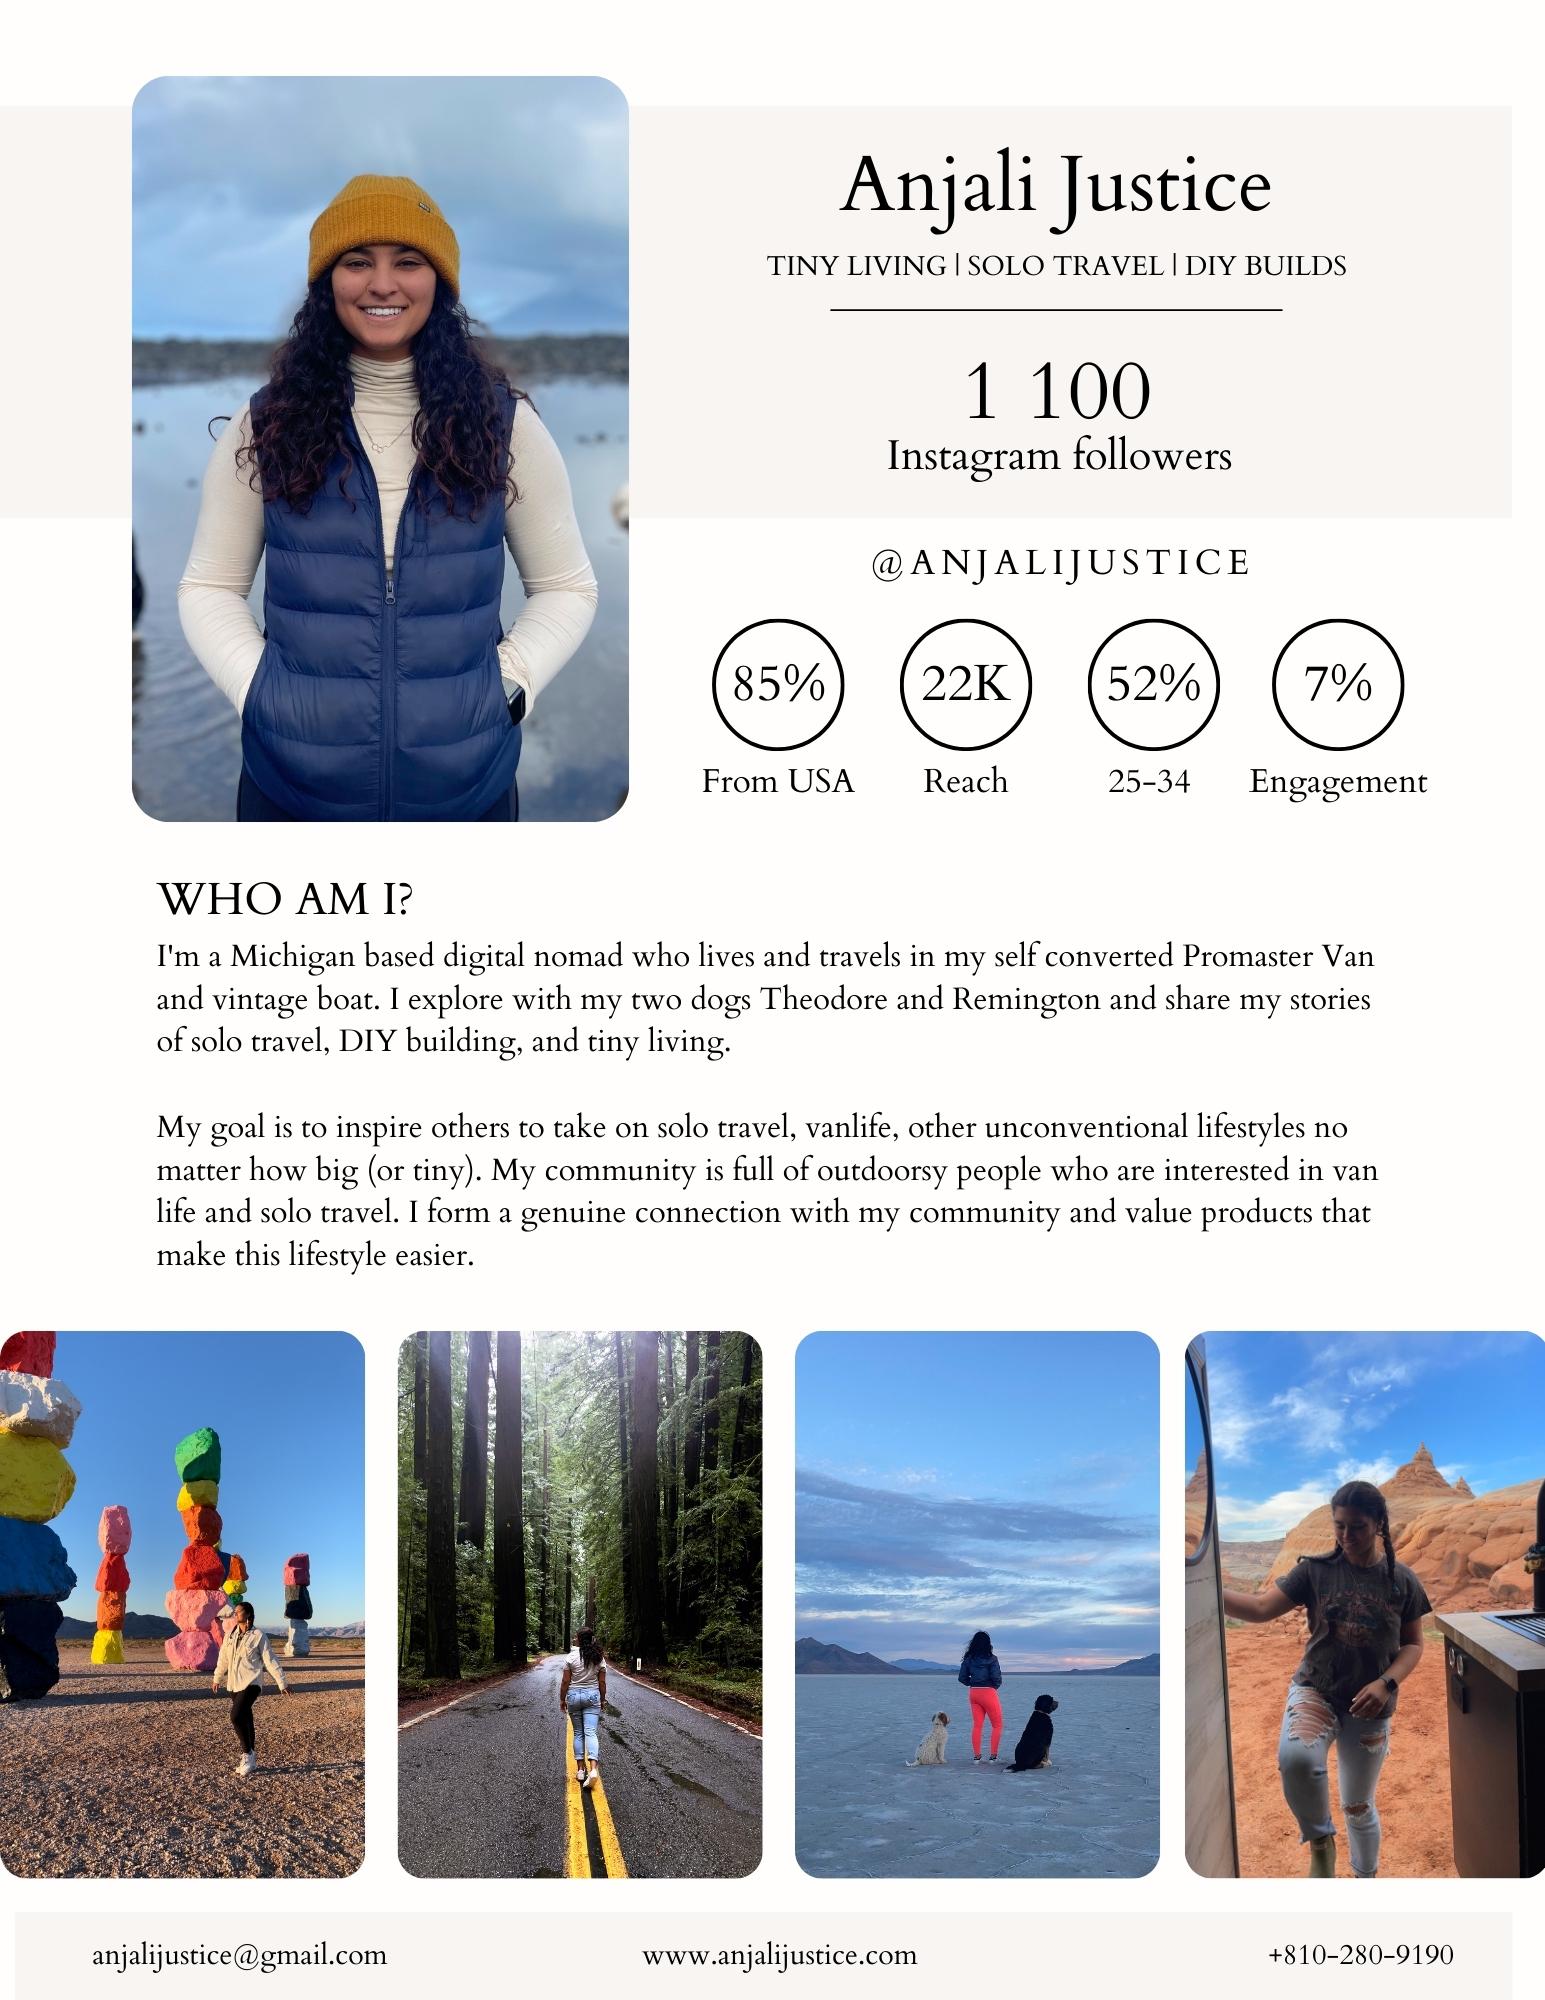 Anjali Justice
TINY LIVING | SOLO TRAVEL | DIY BUILDS
1 100
Instagram followers
@ANJALIJUSTICE
85%
22K
52%
7%
From USA
Reach
25-34
Engagement
WHO AM I?
I'm a Michigan based digital nomad who lives and travels in my self converted Promaster Van
and vintage boat. I explore with my two dogs Theodore and Remington and share my stories
of solo travel, DIY building, and tiny living.
My goal is to inspire others to take on solo travel, vanlife, other unconventional lifestyles no
matter how big (or tiny). My community is full of outdoorsy people who are interested in van
life and solo travel. I form a genuine connection with my community and value products that
make this lifestyle easier.
anjalijustice@gmail.com
www.anjalijustice.com
+810-280-9190